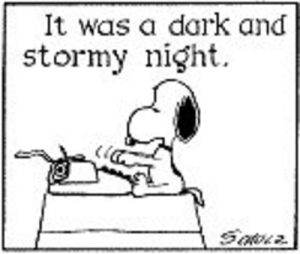 It was a dark and
stormy night.
SCHULZ